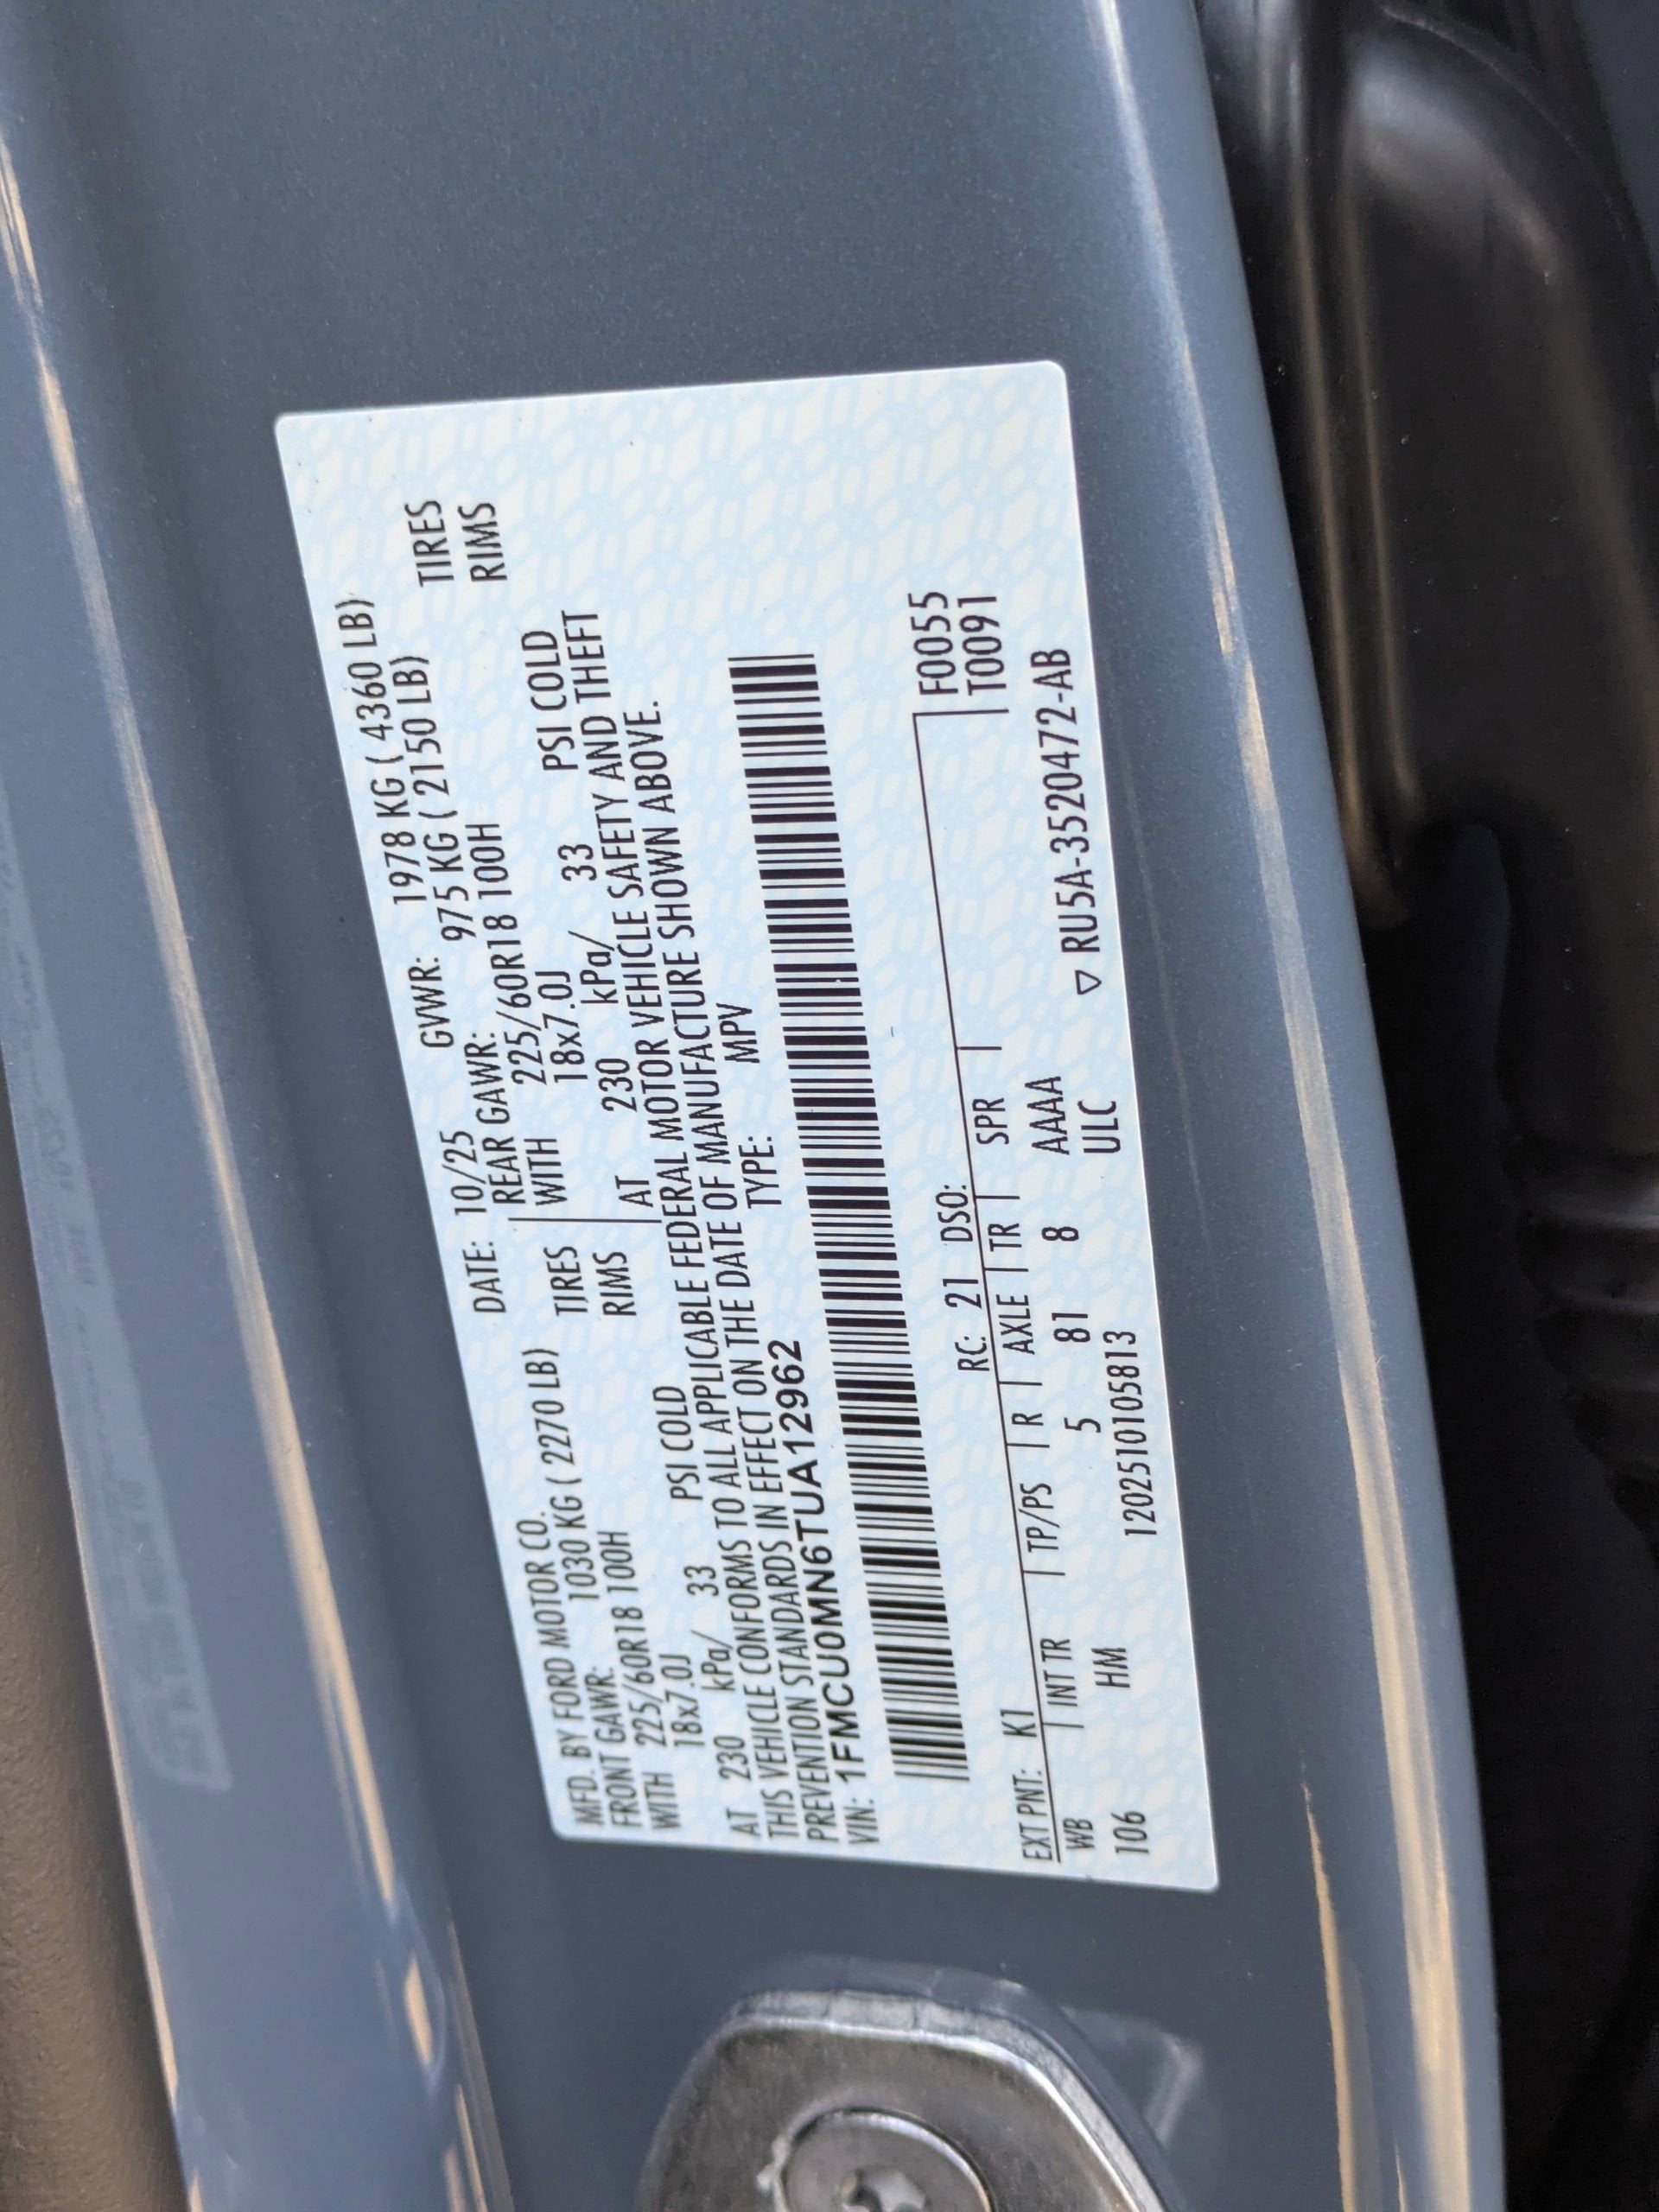 MFD. BY FORD MOTOR CO. DATE: 10/25 GVWR: 1978 KG ( 4360 LB)
FRONT GAWR: 1030 KG ( 2270 LB) REAR GAWR: 975 KG ( 2150 LB)
WITH 225/60R18 100H TIRES WITH 225/60R18 100H TIRES
18x7.0J RIMS 18x7.0J RIMS
AT 230 kPa/ 33 PSI COLD AT 230 kPa/ 33 PSI COLD
THIS VEHICLE CONFORMS TO ALL APPLICABLE FEDERAL MOTOR VEHICLE SAFETY AND THEFT
PREVENTION STANDARDS IN EFFECT ON THE DATE OF MANUFACTURE SHOWN ABOVE.
VIN: 1FMCU0MN6TUA12962 TYPE: MPV
EXT PNT: K1 RC: 21 DSO: F0055
WB | INT TR | TP/PS | R | AXLE | TR | SPR | T0091
106 HM 5 81 8 AAAA ▽ RU5A-3520472-AB
1202510105813 ULC